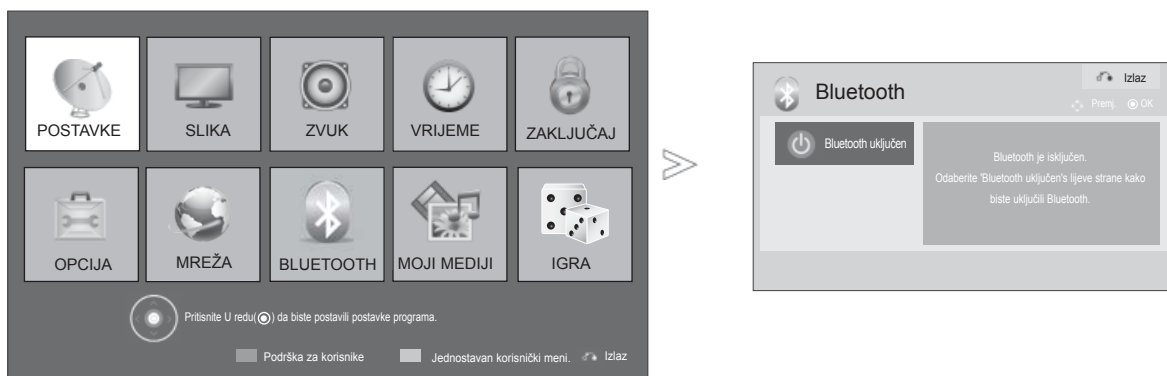 POSTAVKE
SLIKA
ZVUK
VRIJEME
ZAKLJUČAJ
OPCIJA
MREŽA
BLUETOOTH
MOJI MEDIJI
IGRA
Pritisnite U redu(◉) da biste postavili postavke programa.
Podrška za korisnike
Jednostavan korisnički meni.
Izlaz
Bluetooth
Izlaz
Premj. ◉ OK
Bluetooth uključen
Bluetooth je isključen.
Odaberite 'Bluetooth uključen's lijeve strane kako
biste uključili Bluetooth.